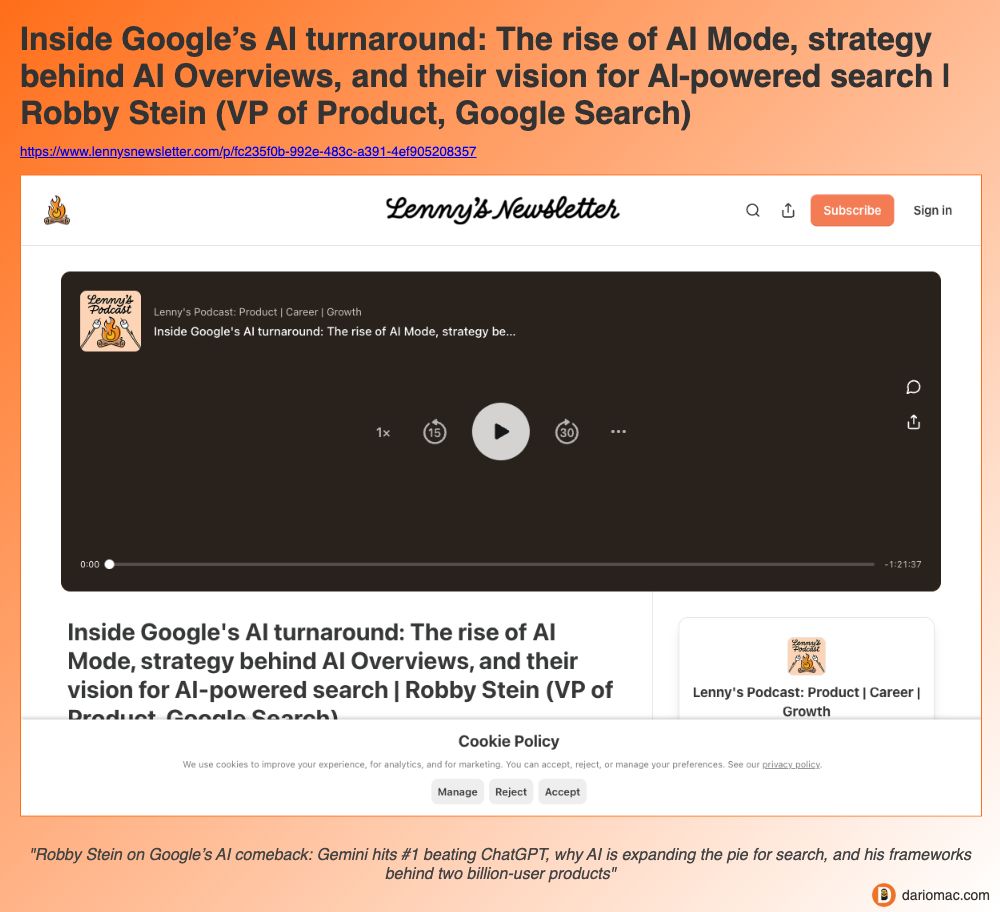 Inside Google’s AI turnaround: The rise of AI Mode, strategy
behind AI Overviews, and their vision for AI-powered search |
Robby Stein (VP of Product, Google Search)
https://www.lennysnewsletter.com/p/fc235f0b-992e-483c-a391-4ef905208357
Lenny's Newsletter
Subscribe
Sign in
Lenny's
Podcast
Lenny's Podcast: Product | Career | Growth
Inside Google's AI turnaround: The rise of AI Mode, strategy be...
1×
15
30
0:00
-1:21:37
Inside Google's AI turnaround: The rise of AI
Mode, strategy behind AI Overviews, and their
vision for AI-powered search | Robby Stein (VP of
Product, Google Search)
Lenny's
Podcast
Lenny's Podcast: Product | Career |
Growth
Cookie Policy
We use cookies to improve your experience, for analytics, and for marketing. You can accept, reject, or manage your preferences. See our privacy policy.
Manage
Reject
Accept
"Robby Stein on Google’s AI comeback: Gemini hits #1 beating ChatGPT, why AI is expanding the pie for search, and his frameworks
behind two billion-user products"
dariomac.com